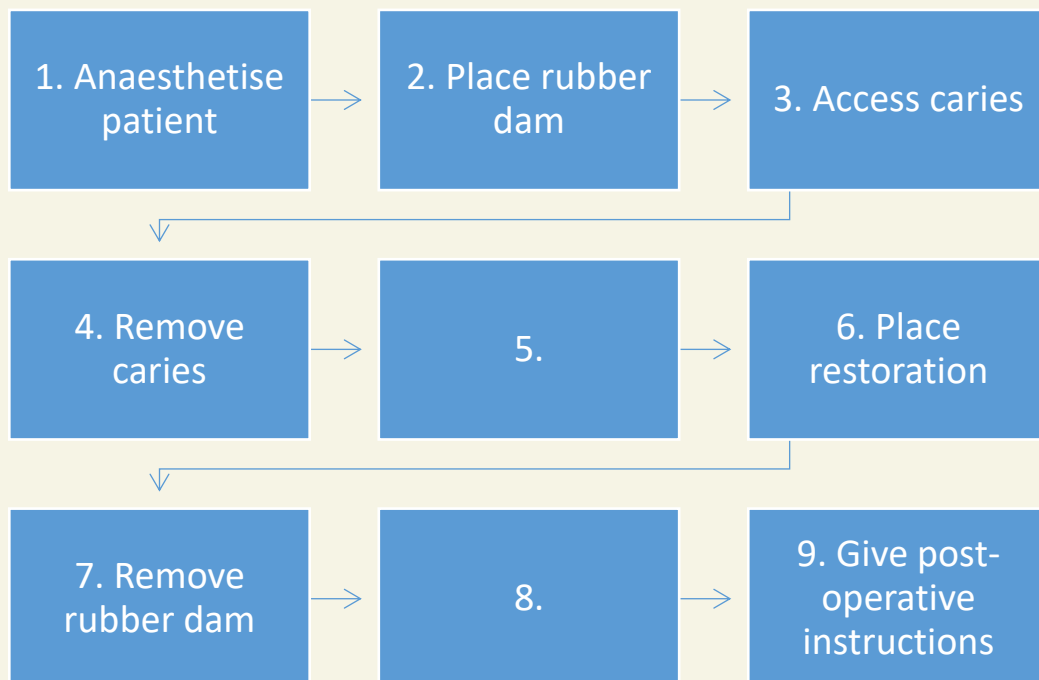 1. Anaesthetise
patient
2. Place rubber
dam
3. Access caries
4. Remove
caries
5.
6. Place
restoration
7. Remove
rubber dam
8.
9. Give post-
operative
instructions